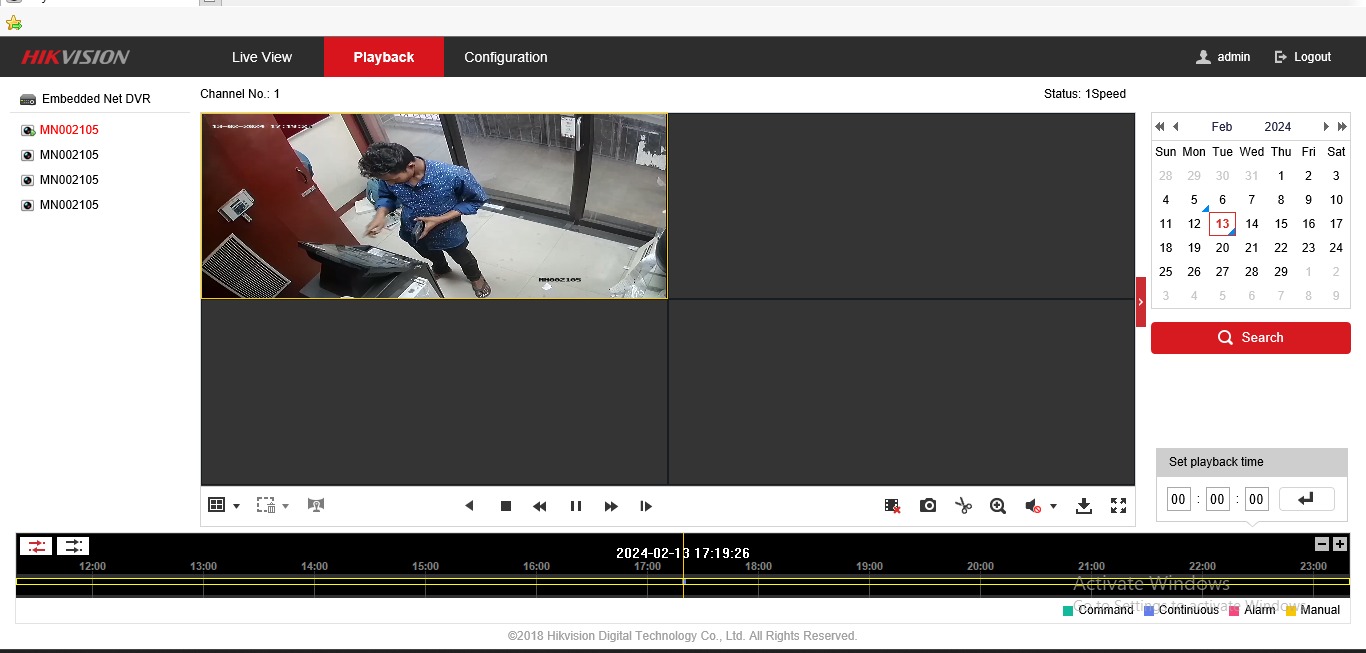 HIKVISION
Live View
Playback
Configuration
admin
Logout
Embedded Net DVR
MN002105
MN002105
MN002105
MN002105
Channel No.: 1
Status: 1Speed
MN002105
Feb 2024
Sun Mon Tue Wed Thu Fri Sat
28 29 30 31 1 2 3
4 5 6 7 8 9 10
11 12 13 14 15 16 17
18 19 20 21 22 23 24
25 26 27 28 29 1 2
3 4 5 6 7 8 9
Search
Set playback time
00 : 00 : 00
2024-02-13 17:19:26
12:00 13:00 14:00 15:00 16:00 17:00 18:00 19:00 20:00 21:00 22:00 23:00
Activate Windows
Go to Settings to activate Windows.
Command Continuous Alarm Manual
©2018 Hikvision Digital Technology Co., Ltd. All Rights Reserved.